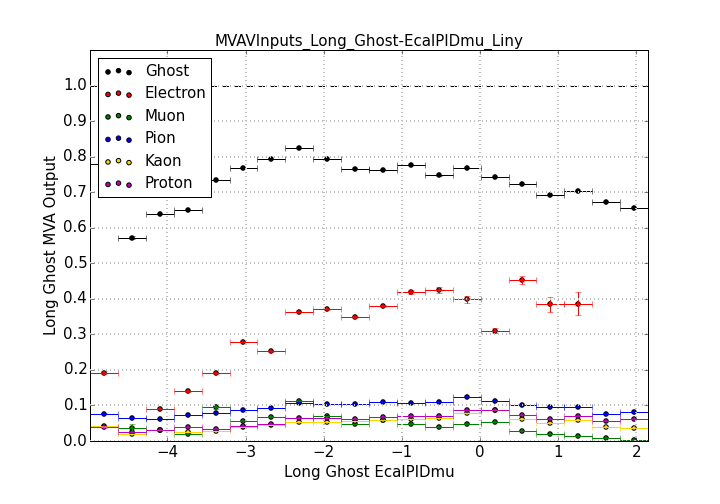 MVAVInputs_Long_Ghost-EcalPIDmu_Liny
Long Ghost MVA Output
1.0
0.9
0.8
0.7
0.6
0.5
0.4
0.3
0.2
0.1
0.0
Ghost
Electron
Muon
Pion
Kaon
Proton
−4 −3 −2 −1 0 1 2
Long Ghost EcalPIDmu